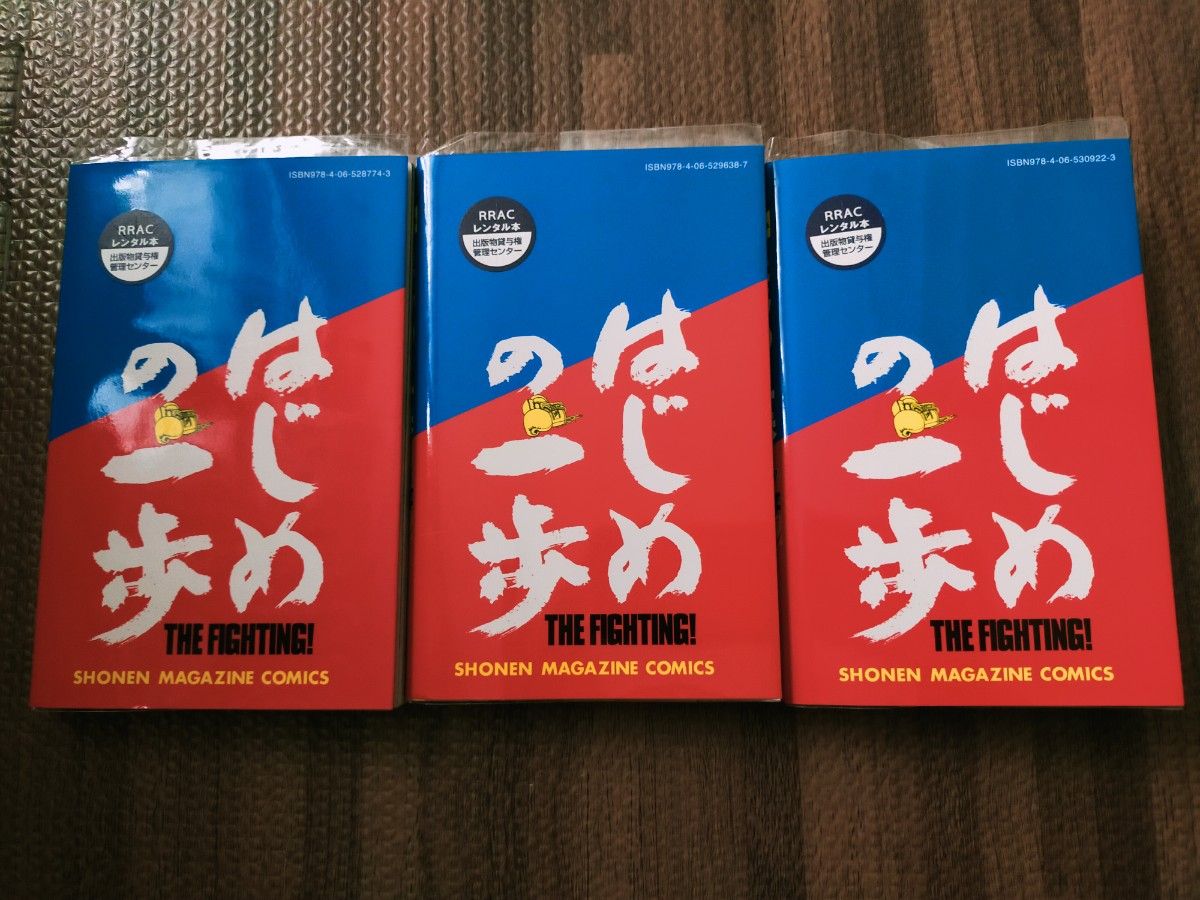 ISBN978-4-06-528774-3
RRAC
レンタル本
出版物貸与権
管理センター
はじめ
の一歩
THE FIGHTING!
SHONEN MAGAZINE COMICS
ISBN978-4-06-529638-7
RRAC
レンタル本
出版物貸与権
管理センター
はじめ
の一歩
THE FIGHTING!
SHONEN MAGAZINE COMICS
ISBN978-4-06-530922-3
RRAC
レンタル本
出版物貸与権
管理センター
はじめ
の一歩
THE FIGHTING!
SHONEN MAGAZINE COMICS